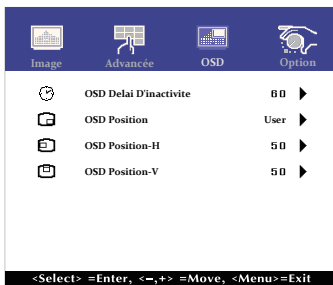 Image Advancée OSD Option
OSD Delai D'inactivite 60
OSD Position User
OSD Position-H 50
OSD Position-V 50
<Select> =Enter, <–,+> =Move, <Menu>=Exit